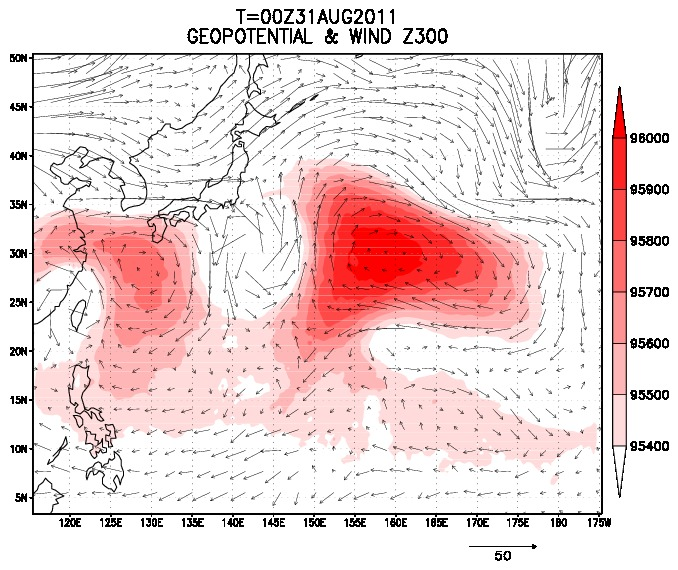 T=00Z31AUG2011
GEOPOTENTIAL & WIND Z300
50N
45N
40N
35N
30N
25N
20N
15N
10N
5N
120E 125E 130E 135E 140E 145E 150E 155E 160E 165E 170E 175E 180 175W
96000
95900
95800
95700
95600
95500
95400
50